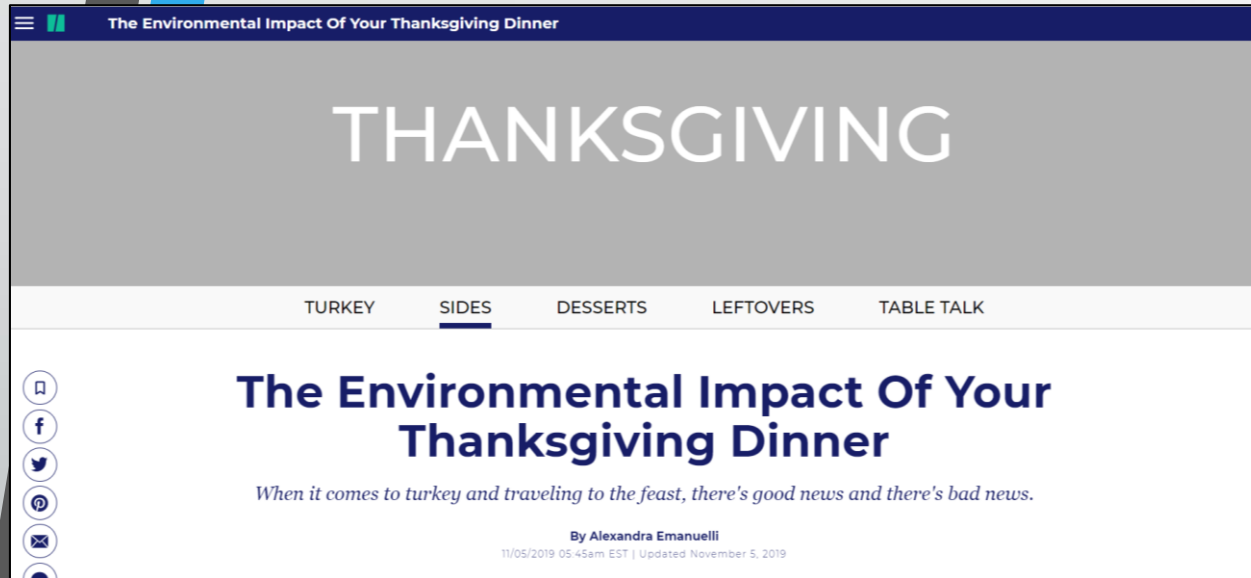 The Environmental Impact Of Your Thanksgiving Dinner
THANKSGIVING
TURKEY SIDES DESSERTS LEFTOVERS TABLE TALK
The Environmental Impact Of Your
Thanksgiving Dinner
When it comes to turkey and traveling to the feast, there's good news and there's bad news.
By Alexandra Emanuelli
11/05/2019 05:45am EST | Updated November 5, 2019